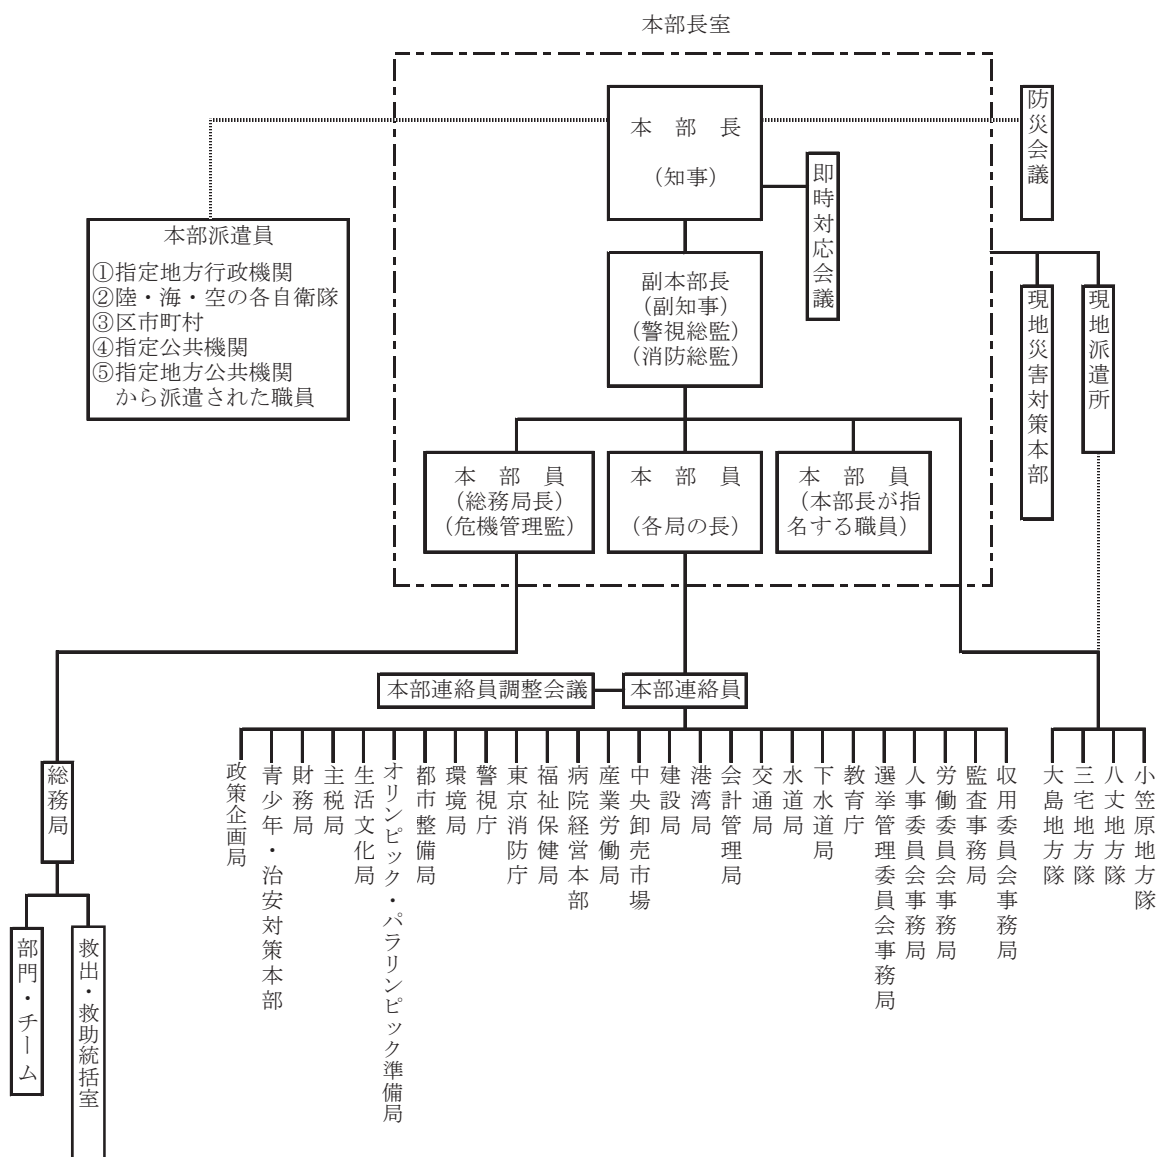 本部長室
本　部　長
（知事）
防災会議
即時対応会議
本部派遣員
①指定地方行政機関
②陸・海・空の各自衛隊
③区市町村
④指定公共機関
⑤指定地方公共機関
から派遣された職員
副本部長
（副知事）
（警視総監）
（消防総監）
現地災害対策本部
現地派遣所
本　部　員
（総務局長）
（危機管理監）
本　部　員
（各局の長）
本　部　員
（本部長が指
名する職員）
本部連絡員調整会議
本部連絡員
総務局
部門・チーム
救出・救助統括室
政策企画局
青少年・治安対策本部
財務局
主税局
生活文化局
オリンピック・パラリンピック準備局
都市整備局
環境局
警視庁
東京消防庁
福祉保健局
病院経営本部
産業労働局
中央卸売市場
建設局
港湾局
会計管理局
交通局
水道局
下水道局
教育庁
選挙管理委員会事務局
人事委員会事務局
労働委員会事務局
監査事務局
収用委員会事務局
大島地方隊
三宅地方隊
八丈地方隊
小笠原地方隊